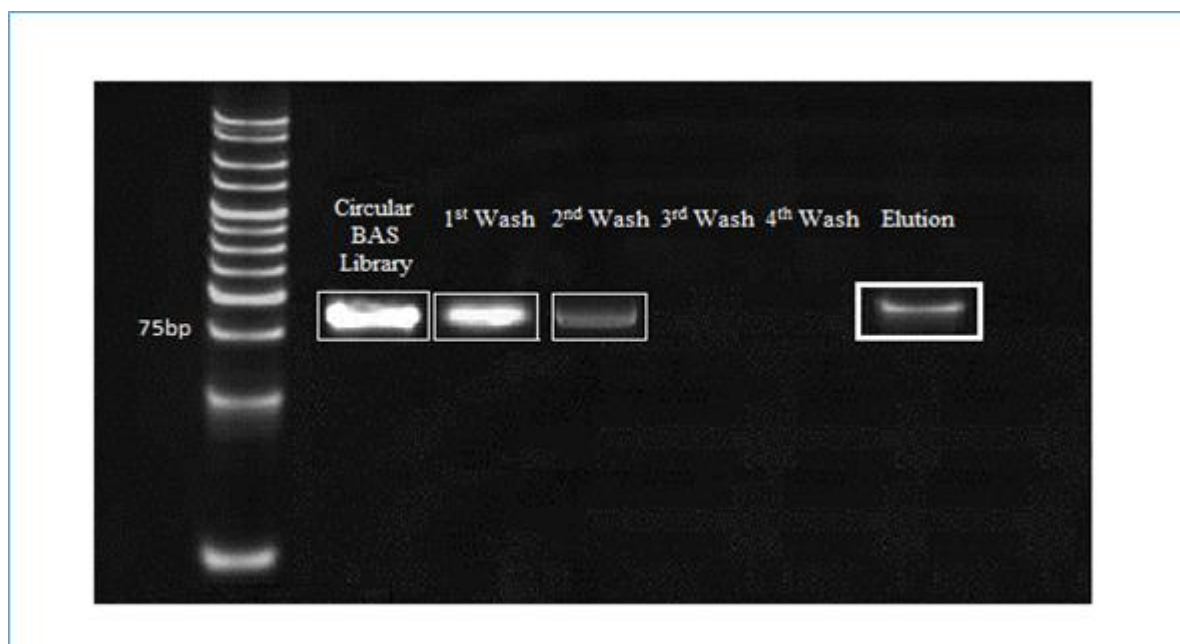 Circular
BAS
Library
1st Wash
2nd Wash
3rd Wash
4th Wash
Elution
75bp